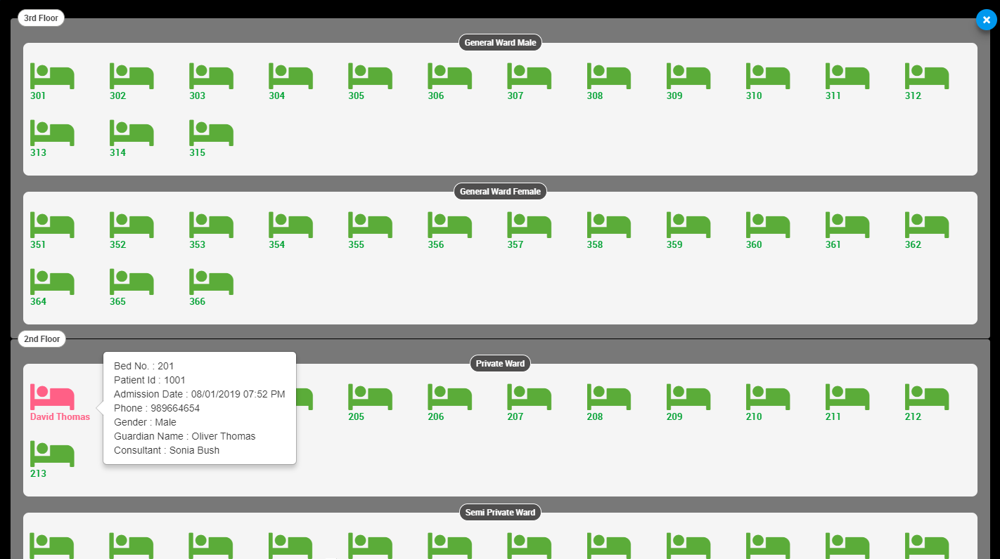 3rd Floor
General Ward Male
301 302 303 304 305 306 307 308 309 310 311 312
313 314 315
General Ward Female
351 352 353 354 355 356 357 358 359 360 361 362
364 365 366
2nd Floor
Private Ward
Bed No. : 201
Patient Id : 1001
Admission Date : 08/01/2019 07:52 PM
Phone : 989664654
Gender : Male
Guardian Name : Oliver Thomas
Consultant : Sonia Bush
David Thomas 205 206 207 208 209 210 211 212
213
Semi Private Ward